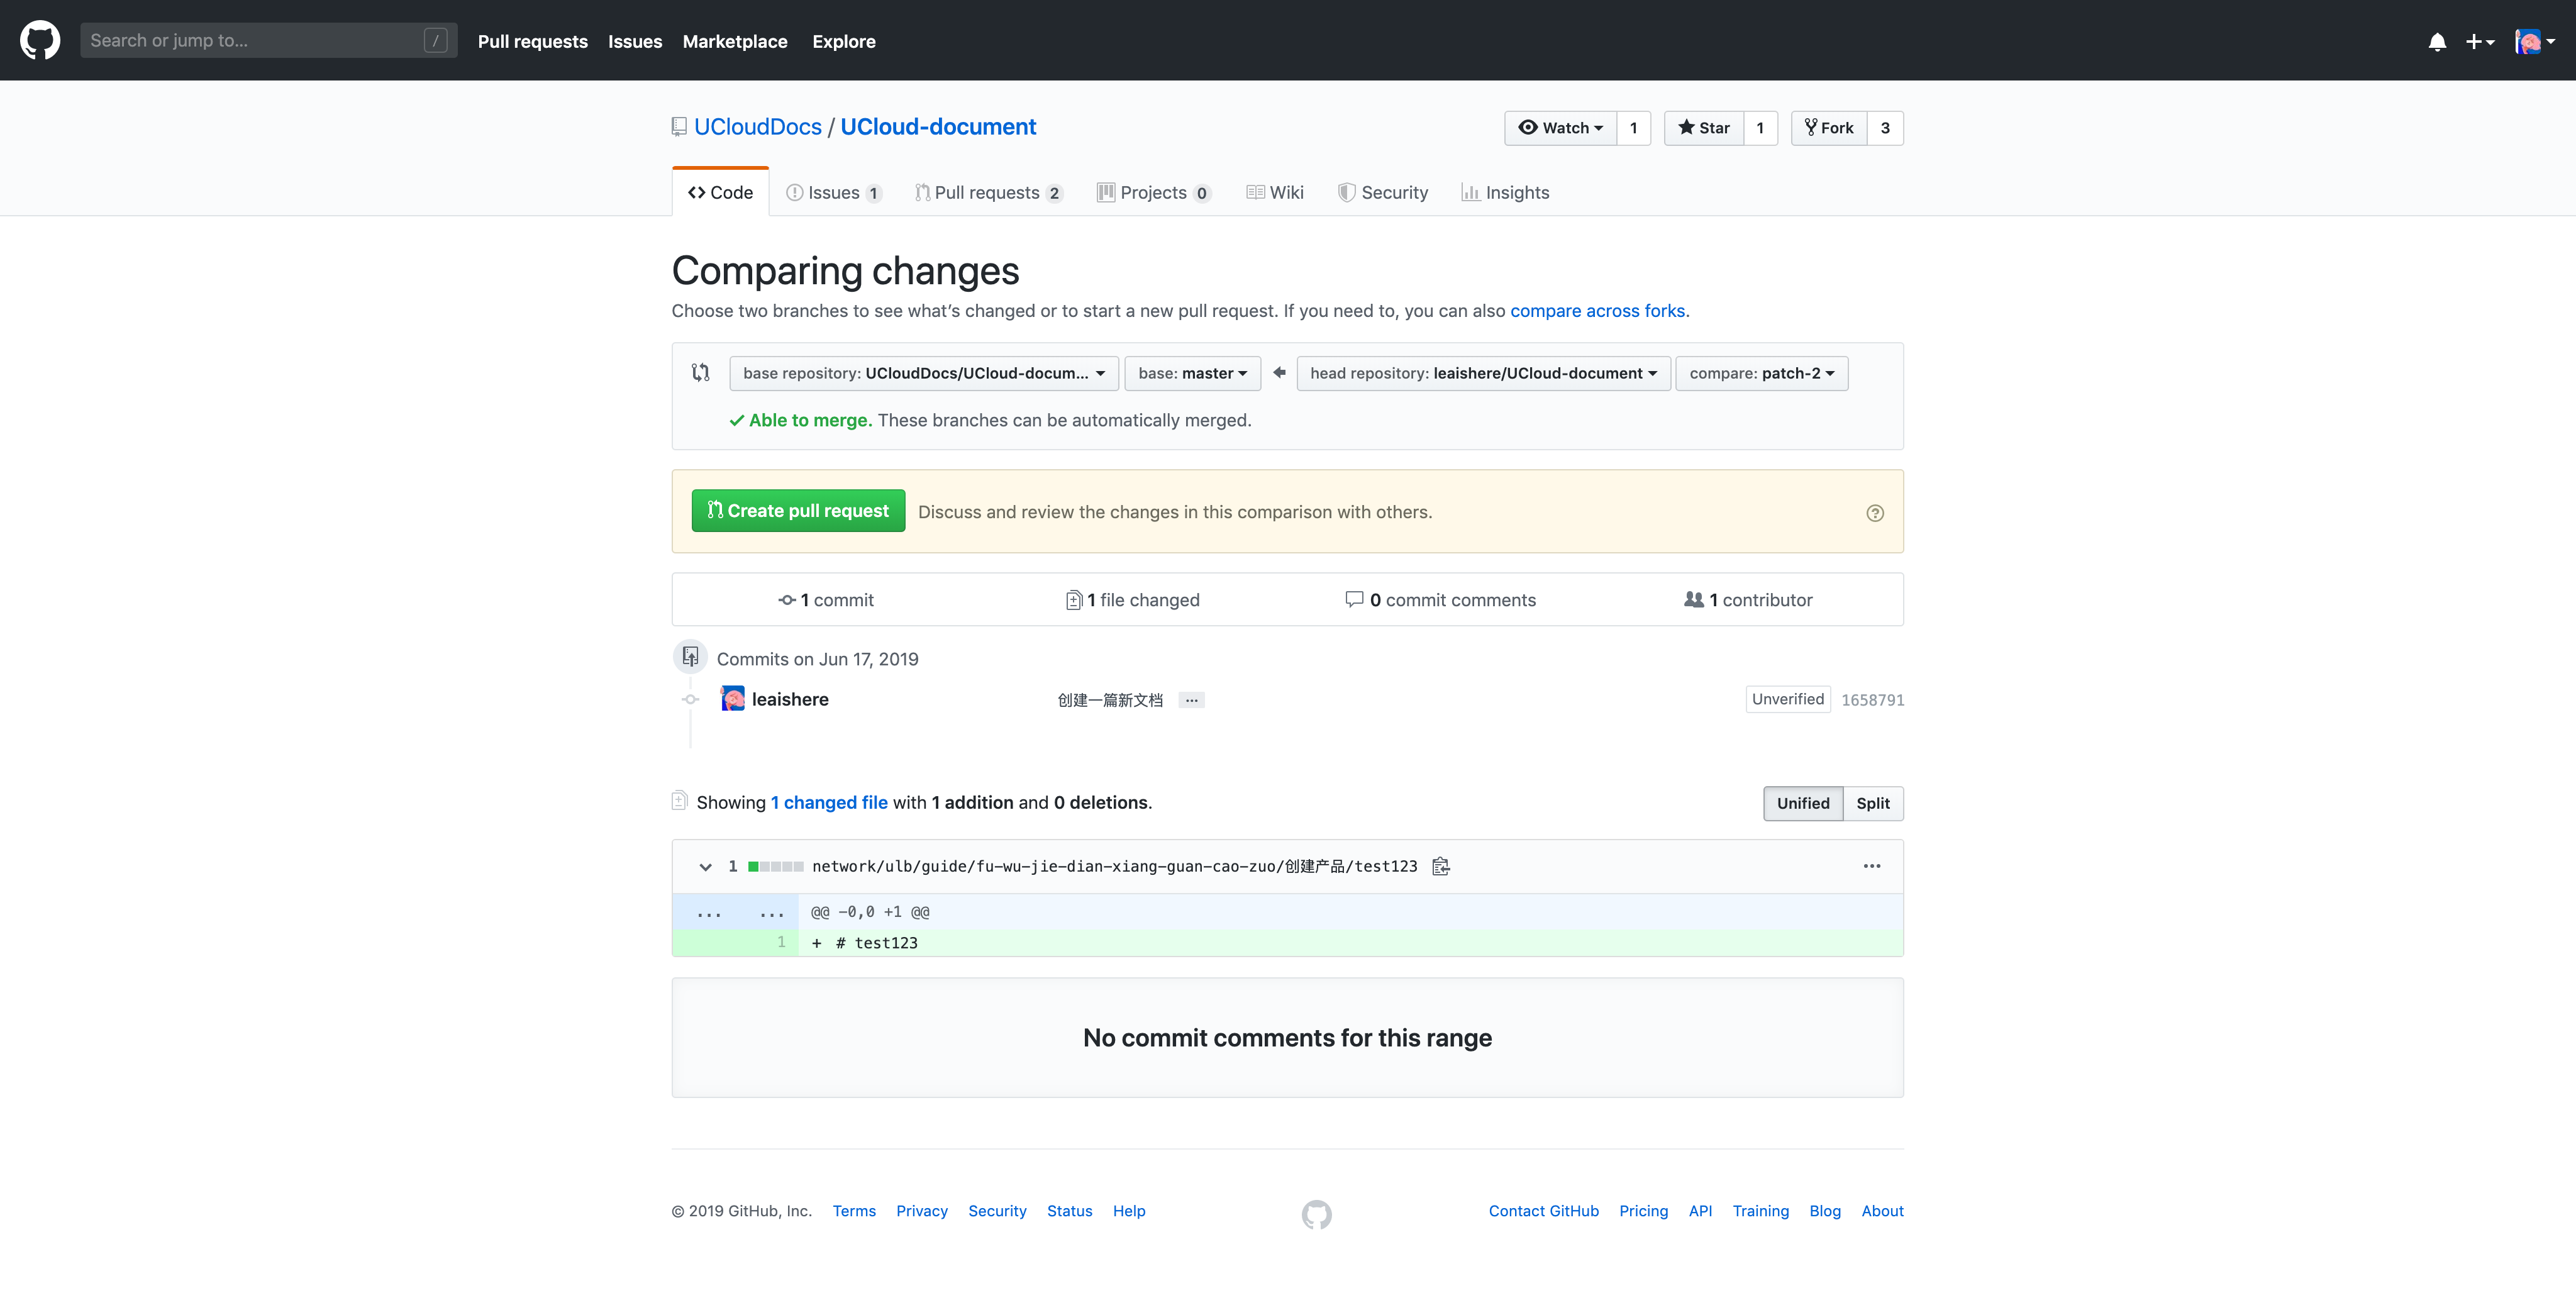 Search or jump to... / Pull requests Issues Marketplace Explore
UCloudDocs / UCloud-document Watch 1 Star 1 Fork 3
Code Issues 1 Pull requests 2 Projects 0 Wiki Security Insights
Comparing changes
Choose two branches to see what’s changed or to start a new pull request. If you need to, you can also compare across forks.
base repository: UCloudDocs/UCloud-docum... base: master head repository: leaishere/UCloud-document compare: patch-2
Able to merge. These branches can be automatically merged.
Create pull request Discuss and review the changes in this comparison with others.
1 commit 1 file changed 0 commit comments 1 contributor
Commits on Jun 17, 2019
leaishere 创建一篇新文档 ... Unverified 1658791
Showing 1 changed file with 1 addition and 0 deletions. Unified Split
1 network/ulb/guide/fu-wu-jie-dian-xiang-guan-cao-zuo/创建产品/test123
... ... @@ -0,0 +1 @@
1 + # test123
No commit comments for this range
© 2019 GitHub, Inc. Terms Privacy Security Status Help Contact GitHub Pricing API Training Blog About